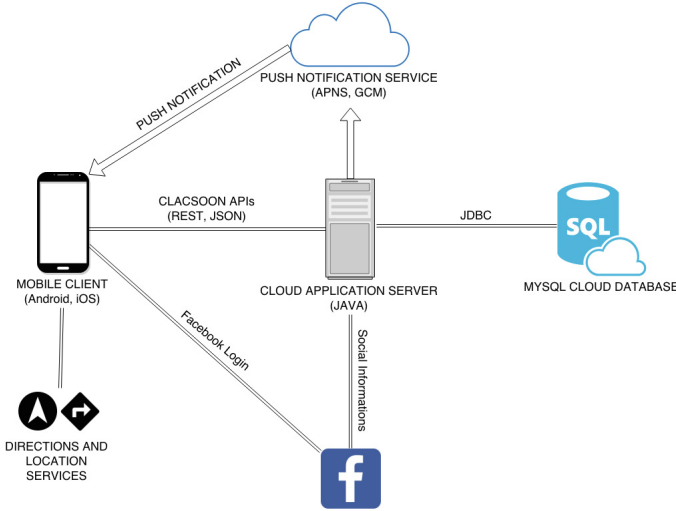 PUSH NOTIFICATION SERVICE
(APNS, GCM)
PUSH NOTIFICATION
CLACSOON APIs
(REST, JSON)
JDBC
SQL
MOBILE CLIENT
(Android, iOS)
CLOUD APPLICATION SERVER
(JAVA)
MYSQL CLOUD DATABASE
Facebook Login
Social Informations
DIRECTIONS AND
LOCATION
SERVICES
f